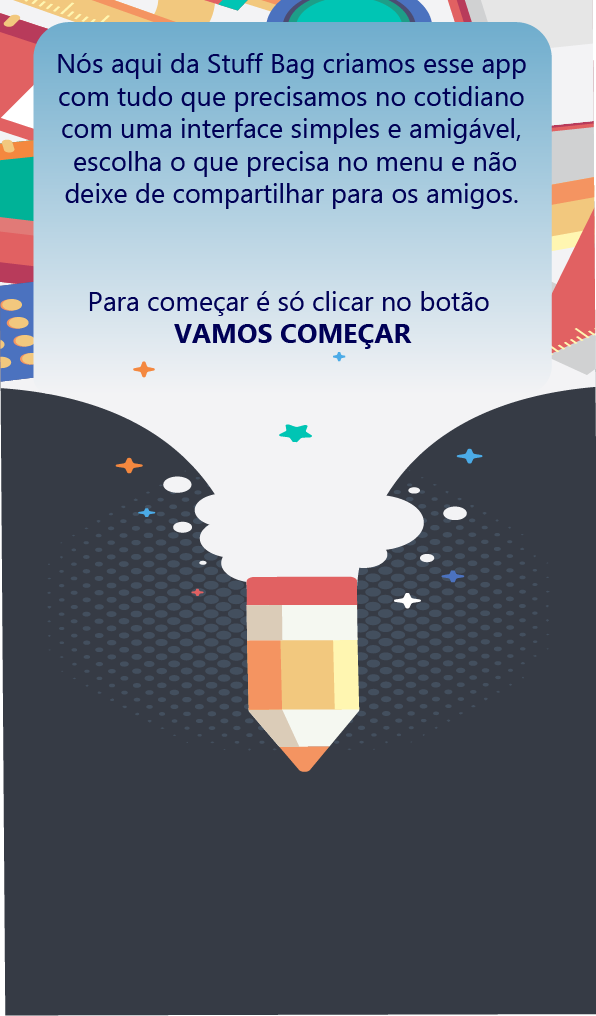 Nós aqui da Stuff Bag criamos esse app
com tudo que precisamos no cotidiano
com uma interface simples e amigável,
escolha o que precisa no menu e não
deixe de compartilhar para os amigos.
Para começar é só clicar no botão
VAMOS COMEÇAR